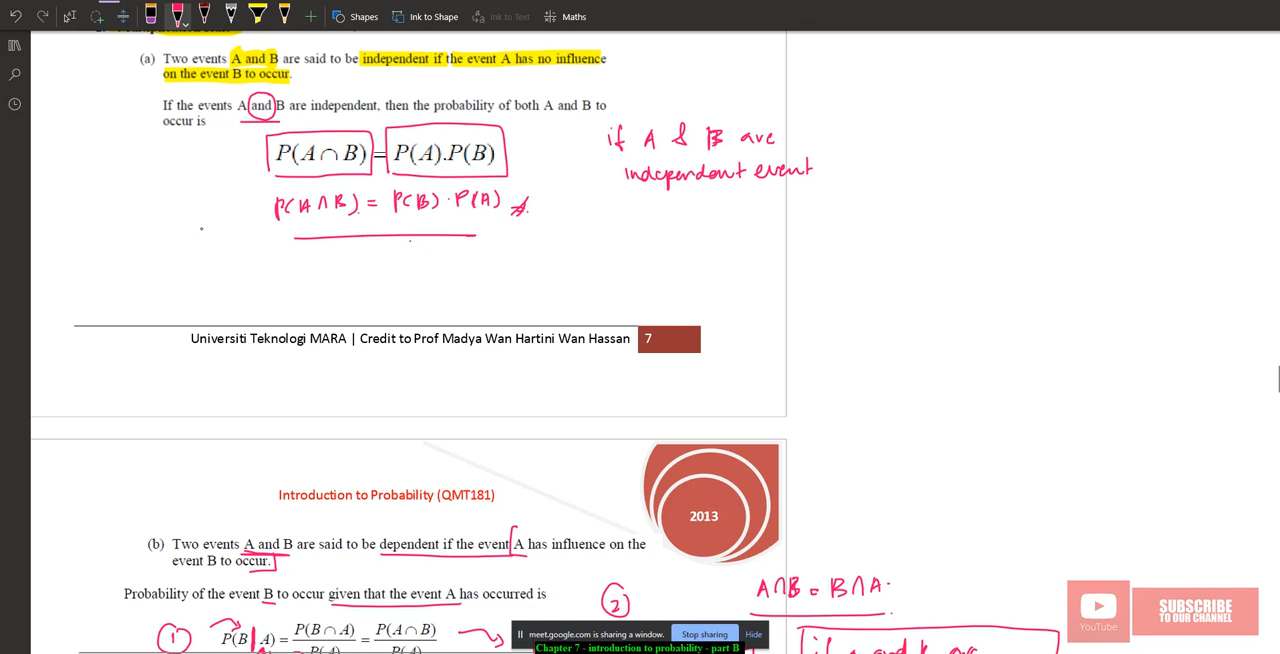 Shapes
Ink to Shape
Ink to Text
Maths
(a) Two events A and B are said to be independent if the event A has no influence
on the event B to occur.
If the events A and B are independent, then the probability of both A and B to
occur is
P(A ∩ B) = P(A).P(B)
if A & B are
independent event
P(A ∩ B) = P(B) · P(A)
Universiti Teknologi MARA | Credit to Prof Madya Wan Hartini Wan Hassan 7
Introduction to Probability (QMT181)
2013
(b) Two events A and B are said to be dependent if the event A has influence on the
event B to occur.
A∩B = B∩A
Probability of the event B to occur given that the event A has occurred is
2
1
P(B|A) = P(B ∩ A) = P(A ∩ B)
P(A) P(A)
if A and B are
YouTube
SUBSCRIBE
TO OUR CHANNEL
meet.google.com is sharing a window. Stop sharing Hide
Chapter 7 - introduction to probability - part B